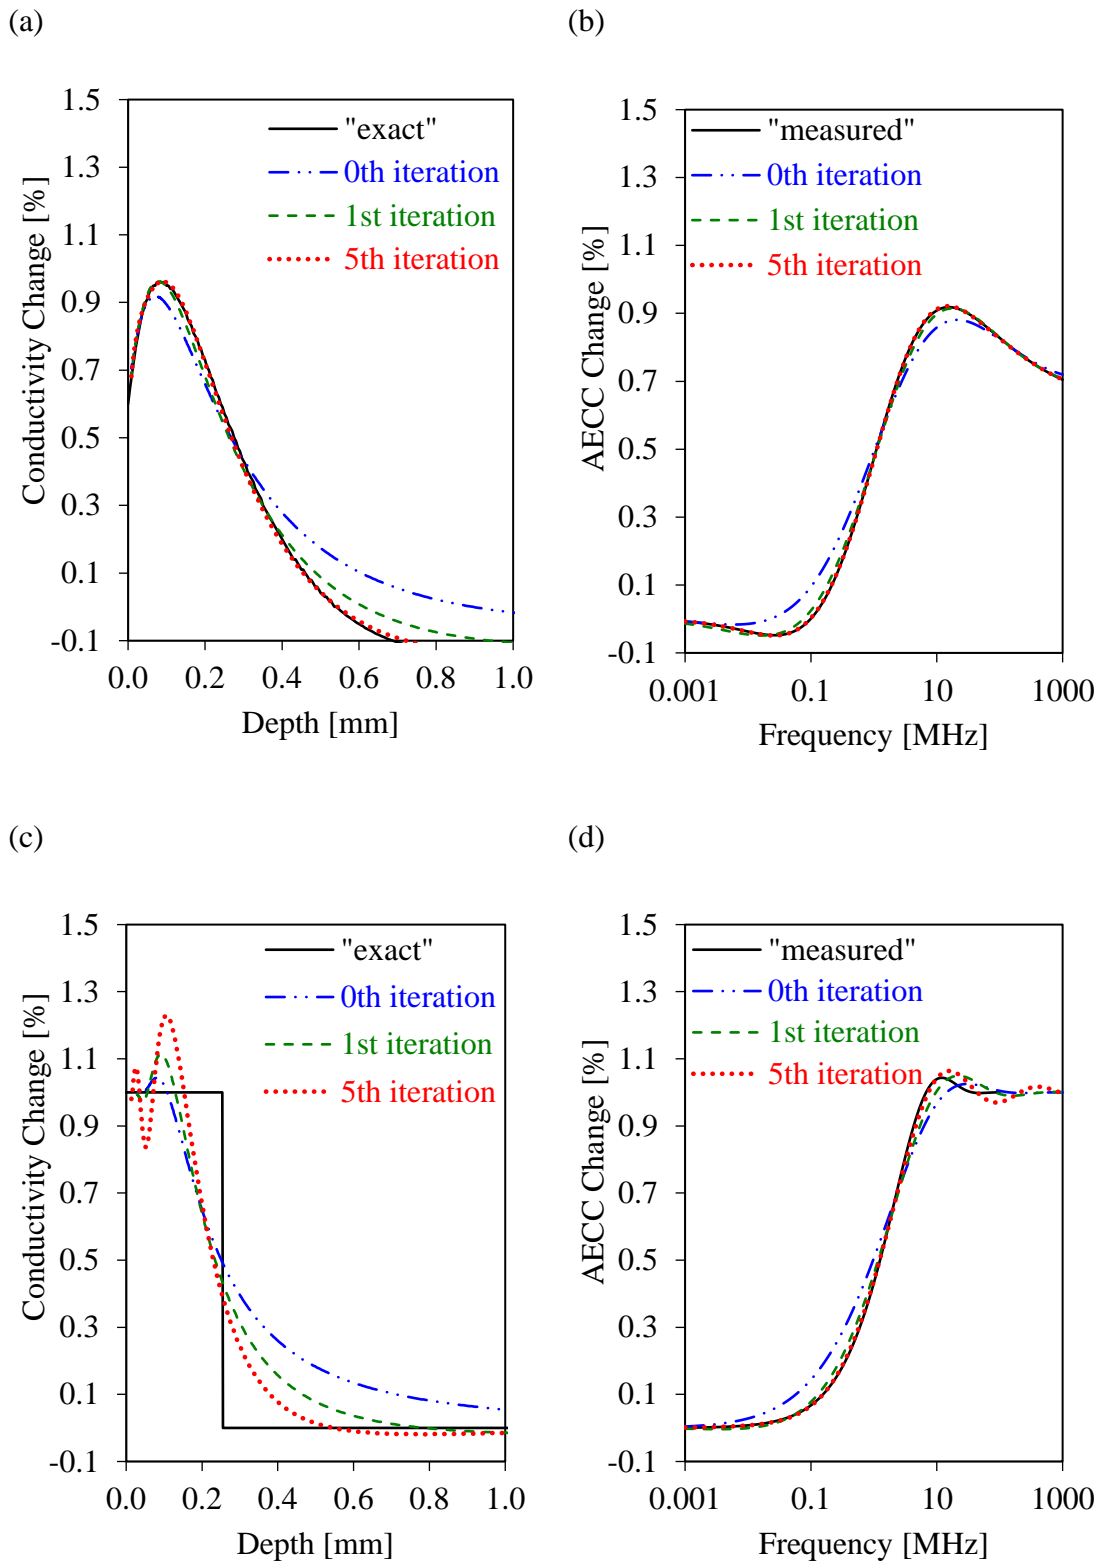 (a)
Conductivity Change [%]
1.5
1.3
1.1
0.9
0.7
0.5
0.3
0.1
-0.1
"exact"
0th iteration
1st iteration
5th iteration
0.0 0.2 0.4 0.6 0.8 1.0
Depth [mm]
(b)
AECC Change [%]
1.5
1.3
1.1
0.9
0.7
0.5
0.3
0.1
-0.1
"measured"
0th iteration
1st iteration
5th iteration
0.001 0.1 10 1000
Frequency [MHz]
(c)
Conductivity Change [%]
1.5
1.3
1.1
0.9
0.7
0.5
0.3
0.1
-0.1
"exact"
0th iteration
1st iteration
5th iteration
0.0 0.2 0.4 0.6 0.8 1.0
Depth [mm]
(d)
AECC Change [%]
1.5
1.3
1.1
0.9
0.7
0.5
0.3
0.1
-0.1
"measured"
0th iteration
1st iteration
5th iteration
0.001 0.1 10 1000
Frequency [MHz]